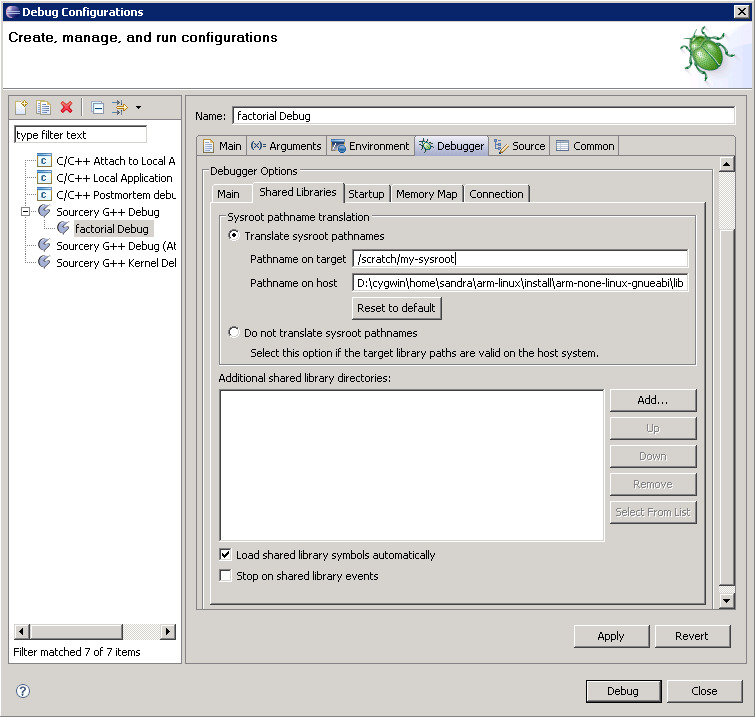 Debug Configurations
Create, manage, and run configurations
type filter text
C/C++ Attach to Local A
C/C++ Local Application
C/C++ Postmortem debu
Sourcery G++ Debug
factorial Debug
Sourcery G++ Debug (At
Sourcery G++ Kernel Del
Filter matched 7 of 7 items
Name: factorial Debug
Main (x)= Arguments Environment Debugger Source Common
Debugger Options
Main Shared Libraries Startup Memory Map Connection
Sysroot pathname translation
Translate sysroot pathnames
Pathname on target /scratch/my-sysroot
Pathname on host D:\cygwin\home\sandra\arm-linux\install\arm-none-linux-gnueabi\lib
Reset to default
Do not translate sysroot pathnames
Select this option if the target library paths are valid on the host system.
Additional shared library directories:
Add...
Up
Down
Remove
Select From List
Load shared library symbols automatically
Stop on shared library events
Apply Revert
Debug Close